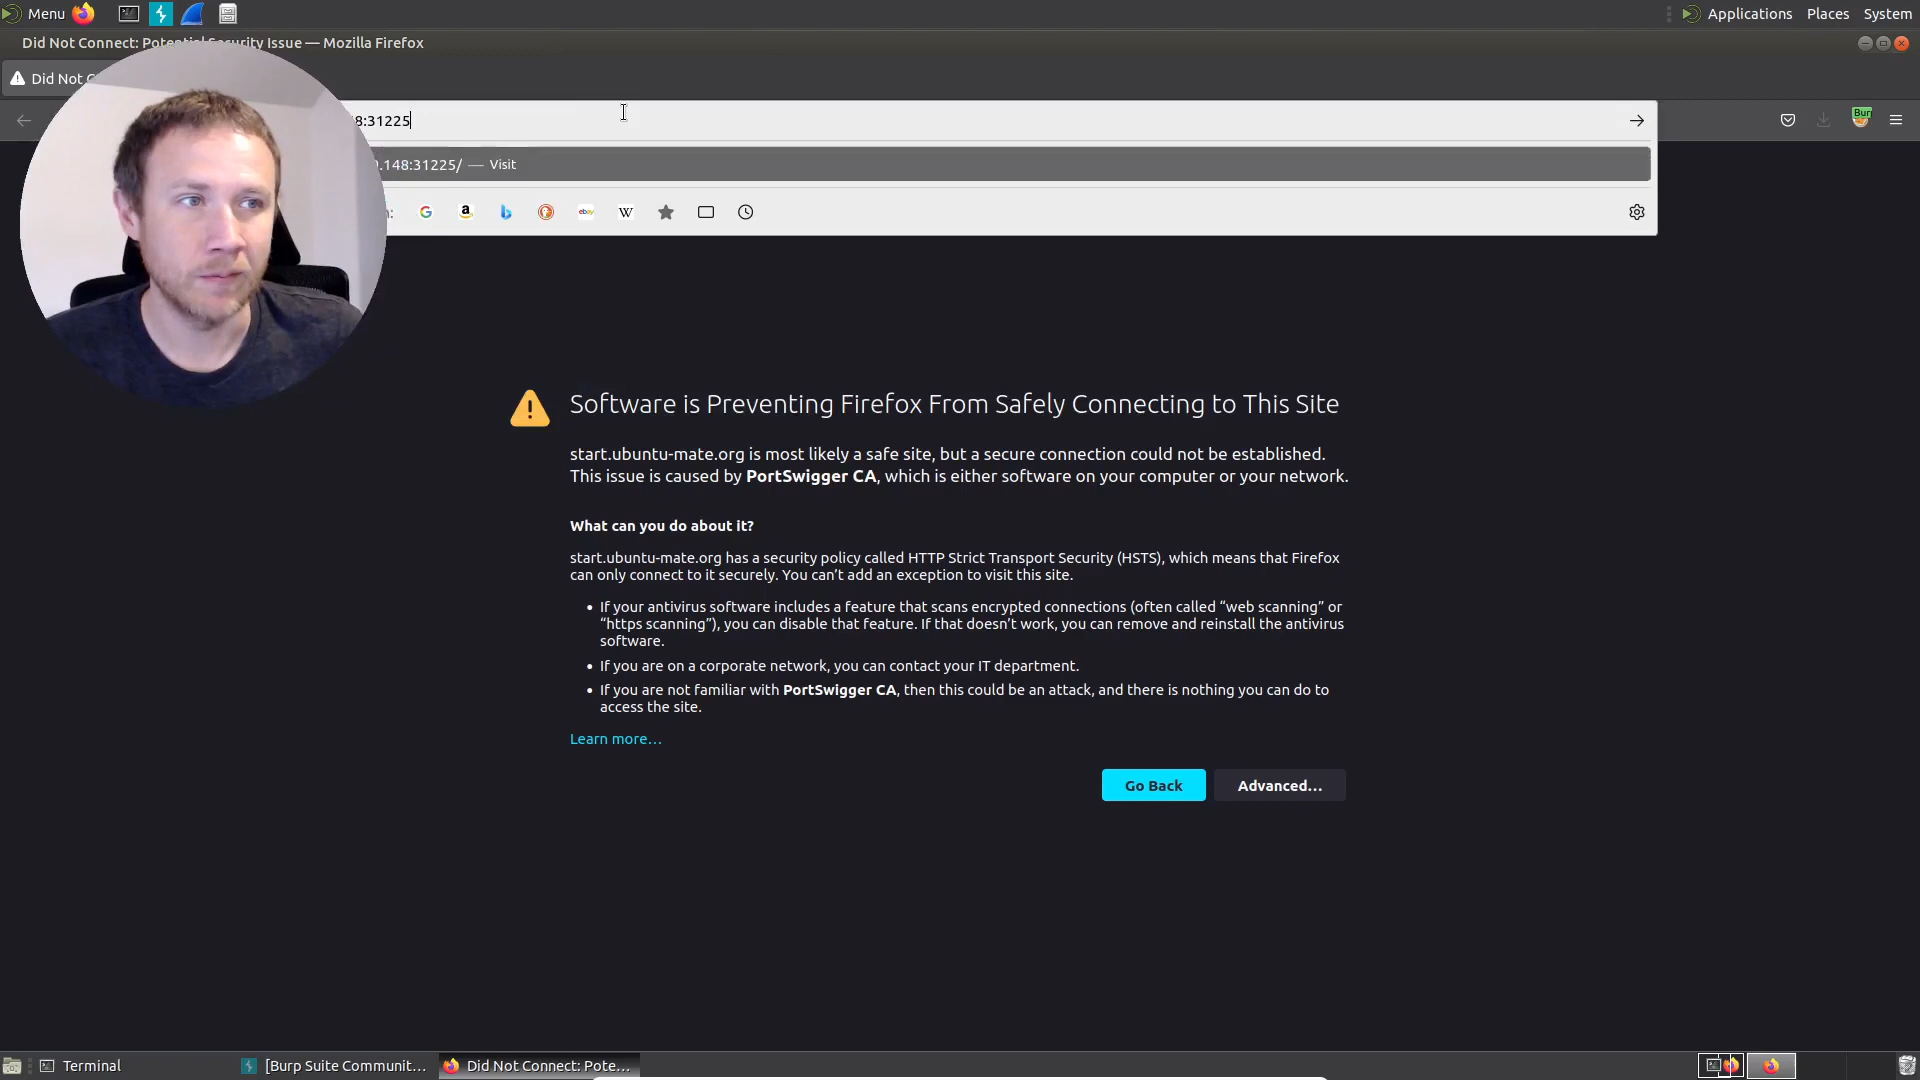 Menu
Applications Places System
Did Not Connect: Potential Security Issue — Mozilla Firefox
Did Not C
8:31225
.148:31225/ — Visit
Bur
Software is Preventing Firefox From Safely Connecting to This Site
start.ubuntu-mate.org is most likely a safe site, but a secure connection could not be established.
This issue is caused by PortSwigger CA, which is either software on your computer or your network.
What can you do about it?
start.ubuntu-mate.org has a security policy called HTTP Strict Transport Security (HSTS), which means that Firefox
can only connect to it securely. You can’t add an exception to visit this site.
• If your antivirus software includes a feature that scans encrypted connections (often called “web scanning” or
“https scanning”), you can disable that feature. If that doesn’t work, you can remove and reinstall the antivirus
software.
• If you are on a corporate network, you can contact your IT department.
• If you are not familiar with PortSwigger CA, then this could be an attack, and there is nothing you can do to
access the site.
Learn more…
Go Back Advanced…
Terminal [Burp Suite Communit… Did Not Connect: Pote…